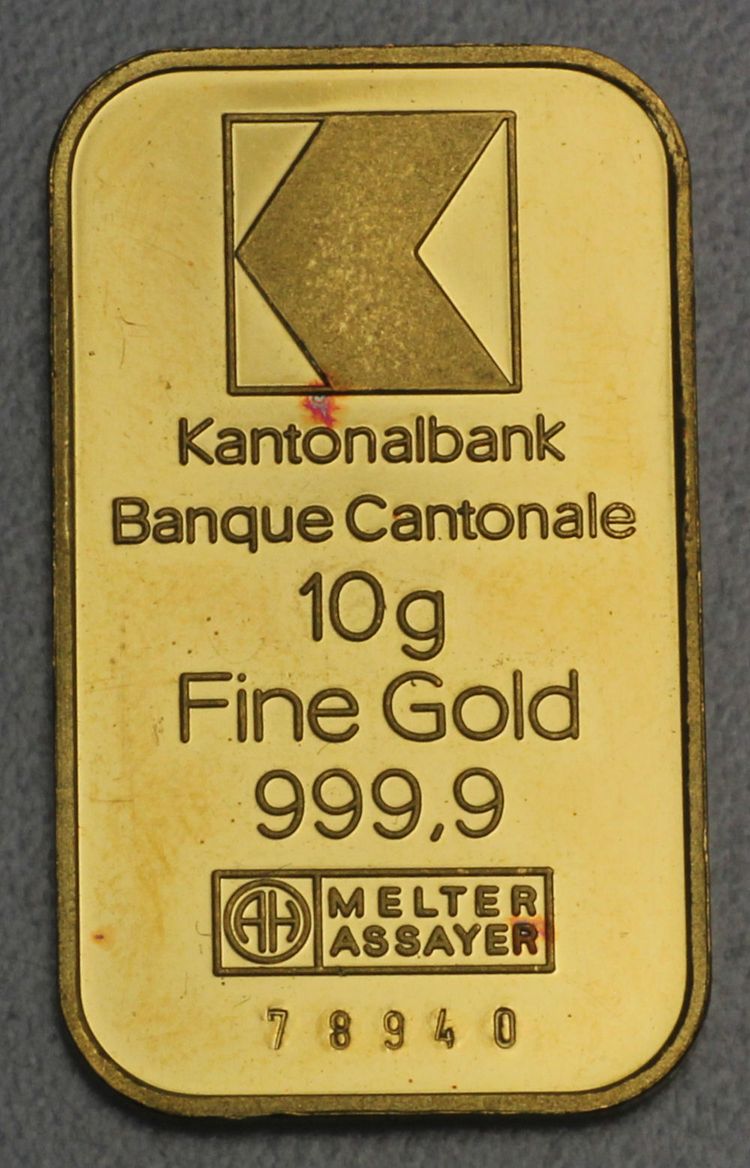 Kantonalbank
Banque Cantonale
10g
Fine Gold
999,9
AH MELTER
ASSAYER
78940